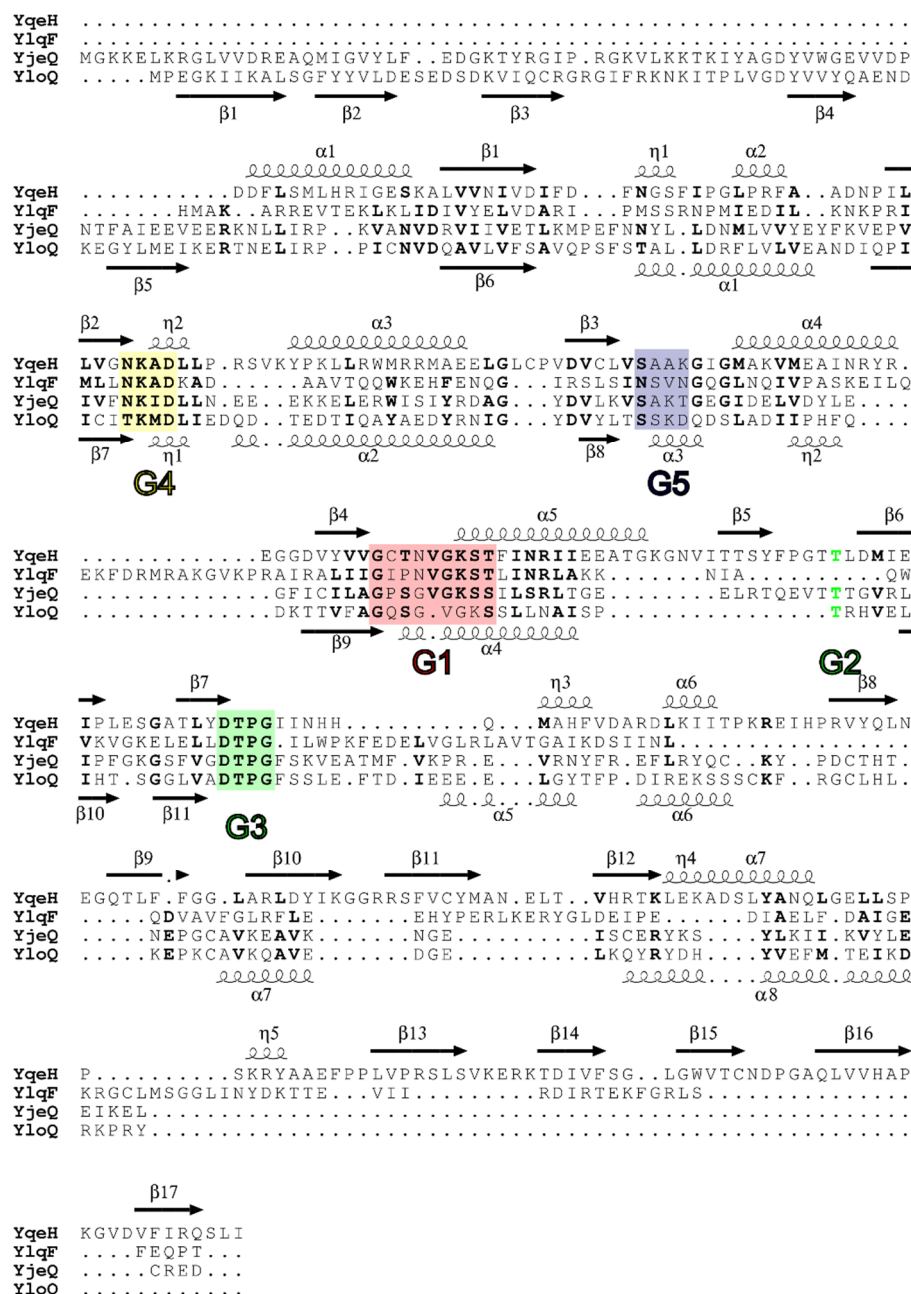 YqeH ..........................................................................
YlqF ..........................................................................
YjeQ MGKKELKRGLVVDREAQMIGVYLF..EDGKTYRGIP.RGKVLKKTKIYAGDYVWGEVVDP
YloQ .....MPEGKIIKALSGFYYVLDESEDSDKVIQCRGRGIFRKNKITPLVGDYVVYQAEND
β1 β2 β3 β4
α1 β1 η1 α2
YqeH ...........DDFLSMLHRIGESKALVVNIVDIFD...FNGSFIPGLPRFA..ADNPIL
YlqF .......HMAK..ARREVTEKLKLIDIVYELVDARI...PMSSRNPMIEDIL..KNKPRI
YjeQ NTFAIEEVEERKNLLIRP..KVANVDRVIIVETLKMPEFNNYL.LDNMLVVYEYFKVEPV
YloQ KEGYLMEIKERTNELIRP..PICNVDQAVLVFSAVQPSFSTAL.LDRFLVLVEANDIQPI
β5 β6 α1
β2 η2 α3 β3 α4
YqeH LVGNKADLLP.RSVKYPKLLRWMRRMAEELGLCPVDVCLVSAAKGIGMAKVMEAINRYR.
YlqF MLLNKADKAD.....AAVTQQWKEHFENQG...IRSLSINSVNGQGLNQIVPASKEILQ
YjeQ IVFNKIDLLN.EE..EKKELERWISIYRDAG...YDVLKVSAKTGEGIDELVDYLEL...
YloQ ICITKMDLIEDQD..TEDTIQAYAEDYRNIG...YDVYLTSSKDQDSLADIIPHFQ....
β7 η1 α2 β8 α3 η2
G4 G5
β4 α5 β5 β6
YqeH .............EGGDVYVVGCTNVGKSTFINRIIEEATGKGNVITTSYFPGTTLDMIE
YlqF EKFDRMRAKGVKPRAIRALIIGIPNVGKSTLINRLAKK.........NIA.........QW
YjeQ .............GFICILAGPSGVGKSSILSRLTGE........ELRTQEVTTTGVRL
YloQ .............DKTTVFAGQSG.VGKSSLLNAISP...............TRHVEL
β9 α4
G1 G2
β7 η3 α6 β8
YqeH IPLESGATLYDTPGIINHH..........Q...MAHFVDARDLKIITPKREIHPRVYQLN
YlqF VKVGKELELLDTPG.ILWPKFEDELVGLRLAVTGAIKDSIINL.................
YjeQ IPFGKGSFVGDTPGFSKVEATMF.VKPR.E...VRNYFR.EFLRYQC..KY..PDCTHT.
YloQ IHT.SGGLVADTPGFSSLE.FTD.IEEE.E...LGYTFP.DIREKSSSCKF..RGCLHL.
β10 β11 α5 α6
G3
β9 β10 β11 β12 η4 α7
YqeH EGQTLF.FGG.LARLDYIKGGRRSFVCYMAN.ELT..VHRTKLEKADSLYANQLGELLSP
YlqF .....QDVAVFGLRFLE.......EHYPERLKERYGLDEIPE....DIAELF.DAIGE
YjeQ .....NEPGCAVKEAVK.......NGE..........ISCERYKS....YLKII.KVYLE
YloQ .....KEPKCAVKQAVE.......DGE..........LKQYRYDH....YVEFM.TEIKD
α7 α8
η5 β13 β14 β15 β16
YqeH P..........SKRYAAEFPPLVPRSLSVKERKTDIVFSG..LGWVTCNDPGAQLVVHAP
YlqF KRGCLMSGGLINYDKTTE...VII.........RDIRTEKFGRLS...............
YjeQ EIKEL.......................................................
YloQ RKPRY.......................................................
β17
YqeH KGVDVFIRQSLI
YlqF ....FEQPT...
YjeQ .....CRED...
YloQ ............